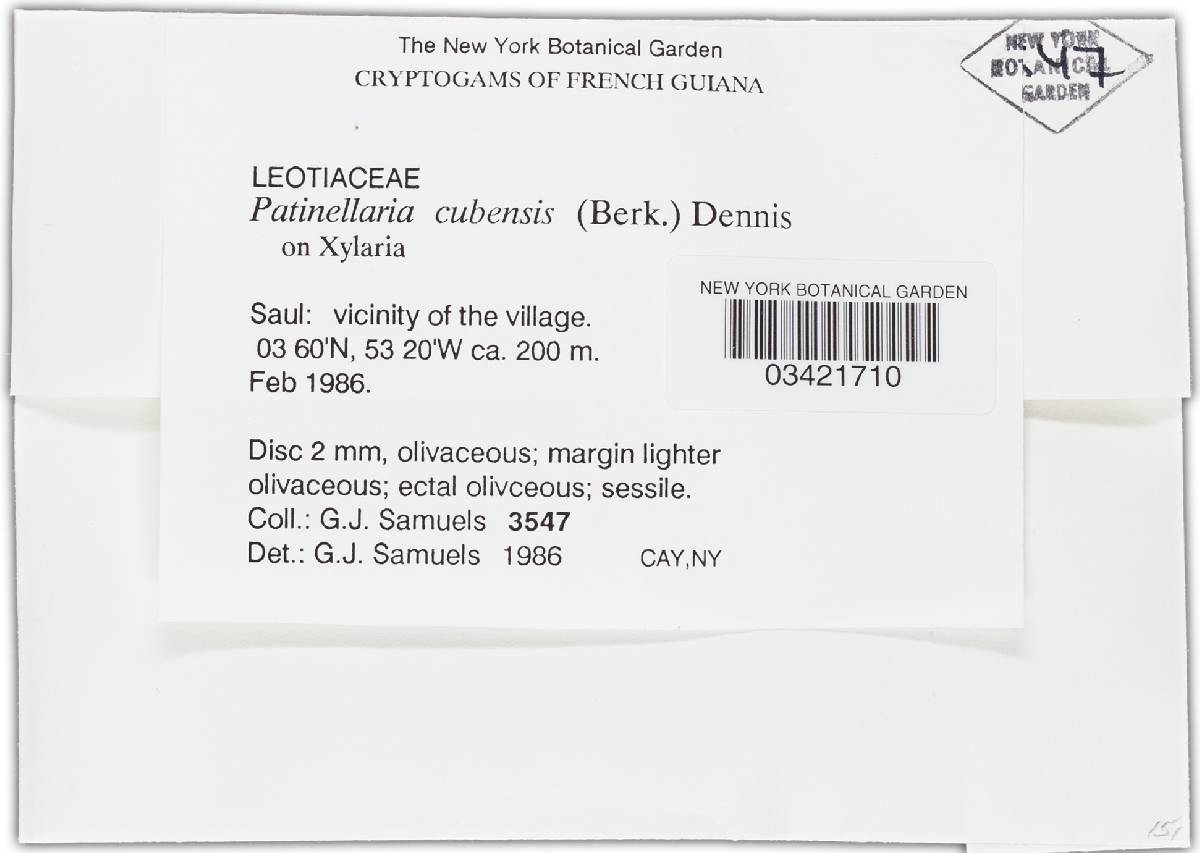 The New York Botanical Garden
CRYPTOGAMS OF FRENCH GUIANA
NEW YORK
BOTANICAL
GARDEN
47
LEOTIACEAE
Patinellaria cubensis (Berk.) Dennis
on Xylaria
NEW YORK BOTANICAL GARDEN
03421710
Saul: vicinity of the village.
03 60'N, 53 20'W ca. 200 m.
Feb 1986.
Disc 2 mm, olivaceous; margin lighter
olivaceous; ectal olivceous; sessile.
Coll.: G.J. Samuels 3547
Det.: G.J. Samuels 1986 CAY,NY